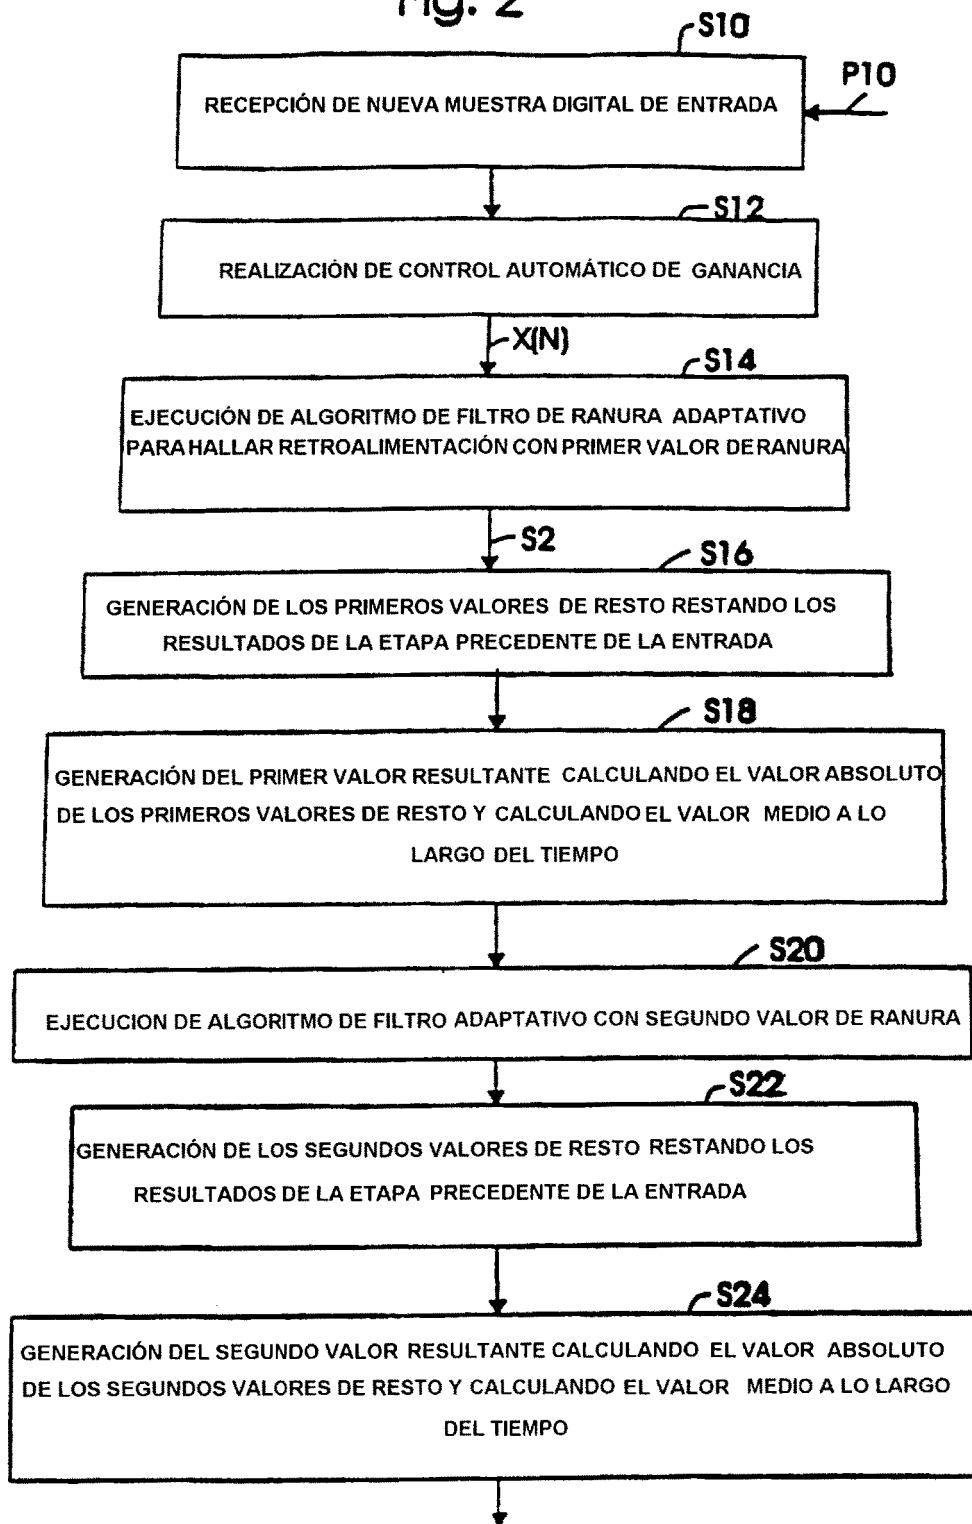 Fig. 2
S10
P10
RECEPCIÓN DE NUEVA MUESTRA DIGITAL DE ENTRADA
S12
REALIZACIÓN DE CONTROL AUTOMÁTICO DE GANANCIA
X(N)
S14
EJECUCIÓN DE ALGORITMO DE FILTRO DE RANURA ADAPTATIVO
PARA HALLAR RETROALIMENTACIÓN CON PRIMER VALOR DE RANURA
S2
S16
GENERACIÓN DE LOS PRIMEROS VALORES DE RESTO RESTANDO LOS
RESULTADOS DE LA ETAPA PRECEDENTE DE LA ENTRADA
S18
GENERACIÓN DEL PRIMER VALOR RESULTANTE CALCULANDO EL VALOR ABSOLUTO
DE LOS PRIMEROS VALORES DE RESTO Y CALCULANDO EL VALOR MEDIO A LO
LARGO DEL TIEMPO
S20
EJECUCION DE ALGORITMO DE FILTRO ADAPTATIVO CON SEGUNDO VALOR DE RANURA
S22
GENERACIÓN DE LOS SEGUNDOS VALORES DE RESTO RESTANDO LOS
RESULTADOS DE LA ETAPA PRECEDENTE DE LA ENTRADA
S24
GENERACIÓN DEL SEGUNDO VALOR RESULTANTE CALCULANDO EL VALOR ABSOLUTO
DE LOS SEGUNDOS VALORES DE RESTO Y CALCULANDO EL VALOR MEDIO A LO LARGO
DEL TIEMPO